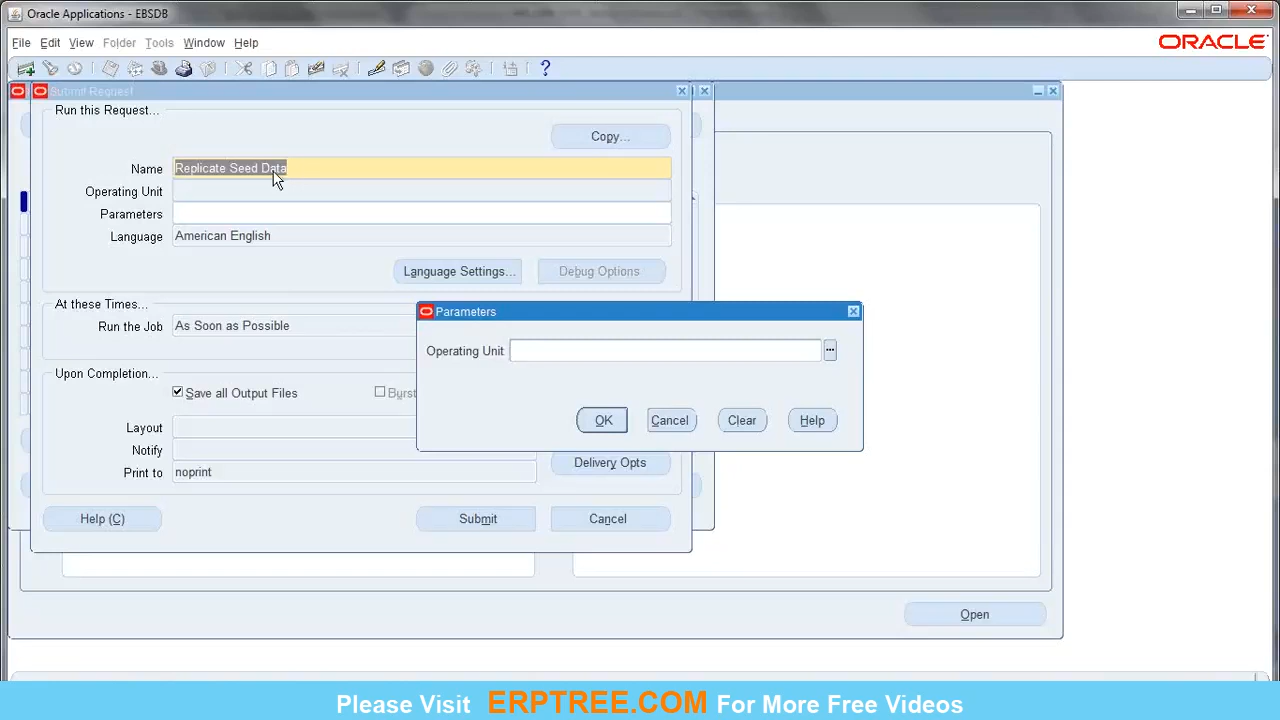 Oracle Applications - EBSDB
File Edit View Folder Tools Window Help
ORACLE
Submit Request
Run this Request...
Copy...
Name Replicate Seed Data
Operating Unit
Parameters
Language American English
Language Settings... Debug Options
At these Times...
Run the Job As Soon as Possible
Upon Completion...
Save all Output Files Burst
Layout
Notify
Print to noprint
Delivery Opts
Help (C) Submit Cancel
Parameters
Operating Unit
OK Cancel Clear Help
Open
Please Visit ERPTREE.COM For More Free Videos